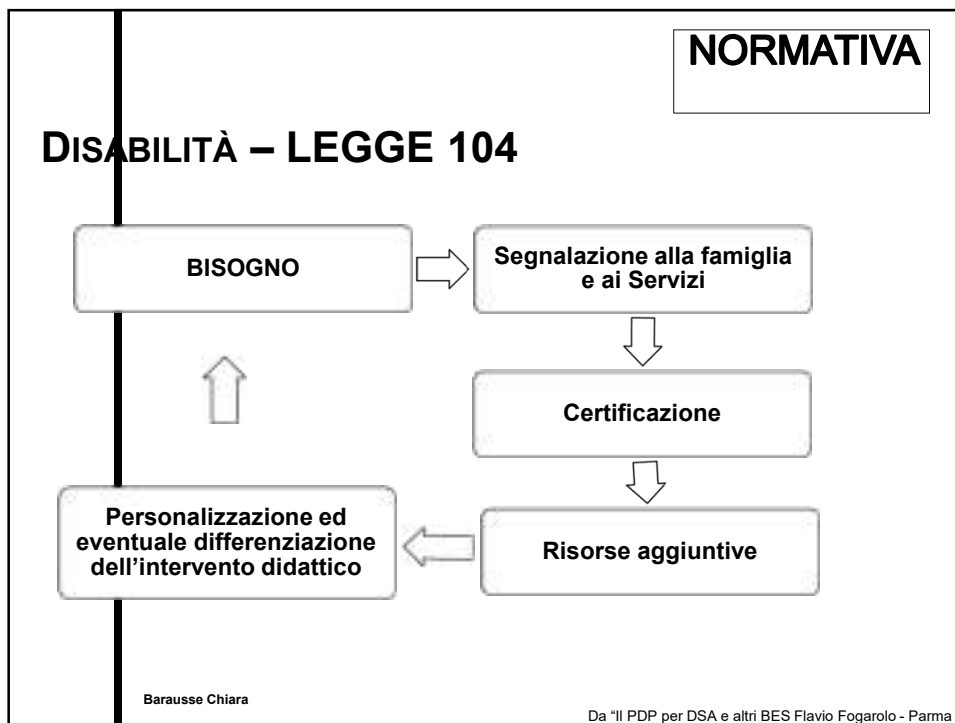 NORMATIVA
DISABILITÀ – LEGGE 104
BISOGNO
Segnalazione alla famiglia
e ai Servizi
Certificazione
Risorse aggiuntive
Personalizzazione ed
eventuale differenziazione
dell'intervento didattico
Barausse Chiara
Da "Il PDP per DSA e altri BES Flavio Fogarolo - Parma